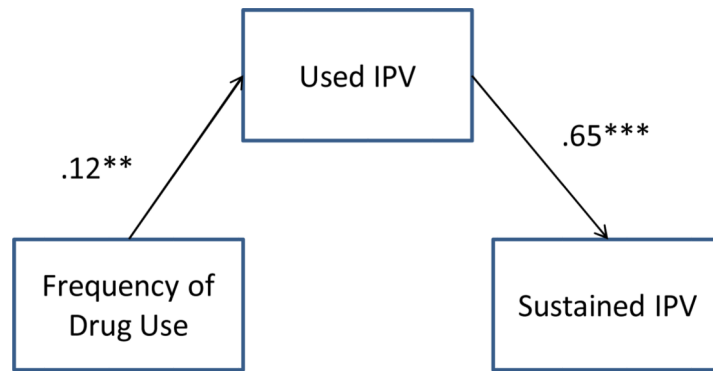 Used IPV
.12**
.65***
Frequency of
Drug Use
Sustained IPV